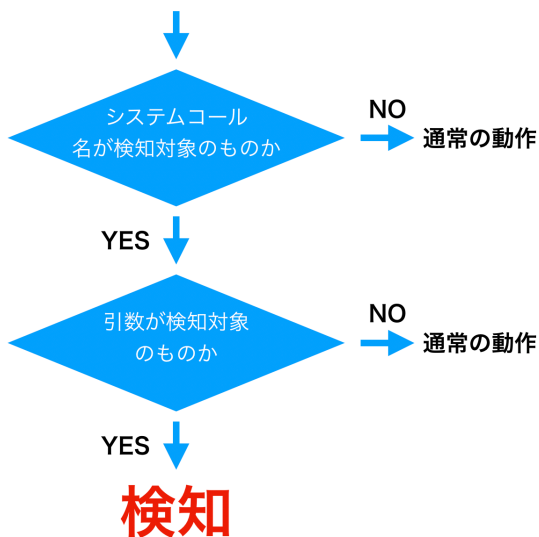 システムコール
名が検知対象のものか
NO
通常の動作
YES
引数が検知対象
のものか
NO
通常の動作
YES
検知